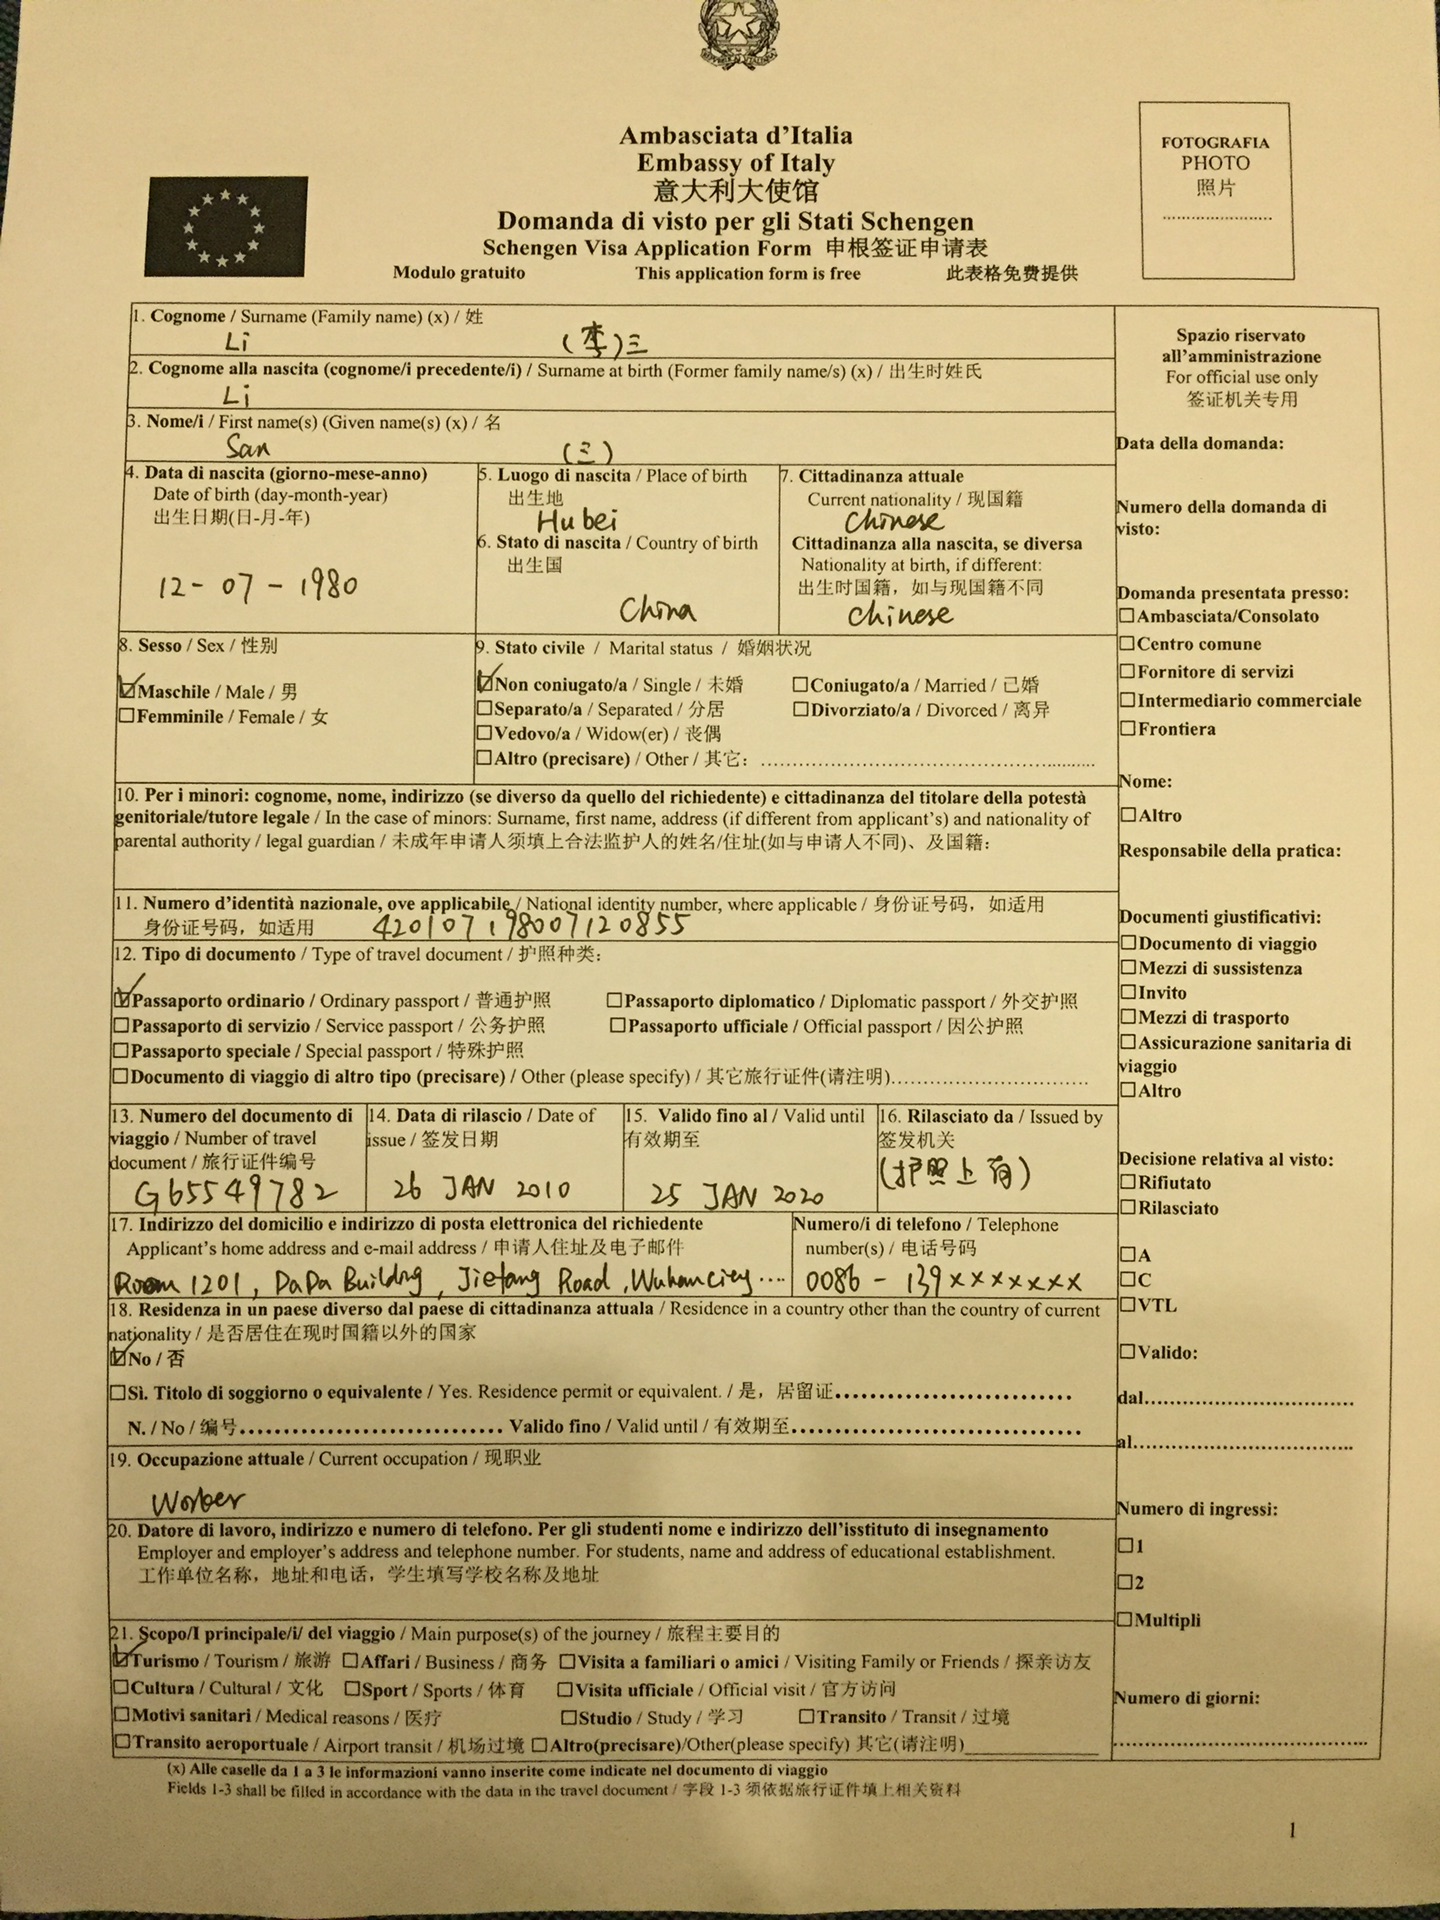 Ambasciata d'Italia
Embassy of Italy
意大利大使馆
Domanda di visto per gli Stati Schengen
Schengen Visa Application Form 申根签证申请表
Modulo gratuito This application form is free 此表格免费提供
FOTOGRAFIA
PHOTO
照片
1. Cognome / Surname (Family name) (x) / 姓
Li (李)三
2. Cognome alla nascita (cognome/i precedente/i) / Surname at birth (Former family name/s) (x) / 出生时姓氏
Li
3. Nome/i / First name(s) (Given name(s) (x) / 名
San (三)
4. Data di nascita (giorno-mese-anno)
Date of birth (day-month-year)
出生日期(日-月-年)
12-07-1980
5. Luogo di nascita / Place of birth
出生地
Hubei
6. Stato di nascita / Country of birth
出生国
China
7. Cittadinanza attuale
Current nationality / 现国籍
Chinese
Cittadinanza alla nascita, se diversa
Nationality at birth, if different:
出生时国籍，如与现国籍不同
Chinese
8. Sesso / Sex / 性别
☑Maschile / Male / 男
☐Femminile / Female / 女
9. Stato civile / Marital status / 婚姻状况
☑Non coniugato/a / Single / 未婚 ☐Coniugato/a / Married / 己婚
☐Separato/a / Separated / 分居 ☐Divorziato/a / Divorced / 离异
☐Vedovo/a / Widow(er) / 丧偶
☐Altro (precisare) / Other / 其它：
10. Per i minori: cognome, nome, indirizzo (se diverso da quello del richiedente) e cittadinanza del titolare della potestà
genitoriale/tutore legale / In the case of minors: Surname, first name, address (if different from applicant's) and nationality of
parental authority / legal guardian / 未成年申请人须填上合法监护人的姓名/住址(如与申请人不同)、及国籍：
11. Numero d'identità nazionale, ove applicabile / National identity number, where applicable / 身份证号码，如适用
身份证号码，如适用 420107198007120855
12. Tipo di documento / Type of travel document / 护照种类：
☑Passaporto ordinario / Ordinary passport / 普通护照 ☐Passaporto diplomatico / Diplomatic passport / 外交护照
☐Passaporto di servizio / Service passport / 公务护照 ☐Passaporto ufficiale / Official passport / 因公护照
☐Passaporto speciale / Special passport / 特殊护照
☐Documento di viaggio di altro tipo (precisare) / Other (please specify) / 其它旅行证件(请注明)
13. Numero del documento di
viaggio / Number of travel
document / 旅行证件编号
G65549782
14. Data di rilascio / Date of
issue / 签发日期
26 JAN 2010
15. Valido fino al / Valid until
有效期至
25 JAN 2020
16. Rilasciato da / Issued by
签发机关
(护照上有)
17. Indirizzo del domicilio e indirizzo di posta elettronica del richiedente
Applicant's home address and e-mail address / 申请人住址及电子邮件
Room 1201, DaDa Building, Jiefang Road, Wuhan City....
Numero/i di telefono / Telephone
number(s) / 电话号码
0086 - 139xxxxxxxx
18. Residenza in un paese diverso dal paese di cittadinanza attuala / Residence in a country other than the country of current
nationality / 是否居住在现时国籍以外的国家
☑No / 否
☐Sì. Titolo di soggiorno o equivalente / Yes. Residence permit or equivalent. / 是，居留证
N. / No / 编号 Valido fino / Valid until / 有效期至
19. Occupazione attuale / Current occupation / 现职业
Worker
20. Datore di lavoro, indirizzo e numero di telefono. Per gli studenti nome e indirizzo dell'isstituto di insegnamento
Employer and employer's address and telephone number. For students, name and address of educational establishment.
工作单位名称，地址和电话，学生填写学校名称及地址
21. Scopo/I principale/i/ del viaggio / Main purpose(s) of the journey / 旅程主要目的
☑Turismo / Tourism / 旅游 ☐Affari / Business / 商务 ☐Visita a familiari o amici / Visiting Family or Friends / 探亲访友
☐Cultura / Cultural / 文化 ☐Sport / Sports / 体育 ☐Visita ufficiale / Official visit / 官方访问
☐Motivi sanitari / Medical reasons / 医疗 ☐Studio / Study / 学习 ☐Transito / Transit / 过境
☐Transito aeroportuale / Airport transit / 机场过境 ☐Altro(precisare)/Other(please specify) 其它(请注明)
(x) Alle caselle da 1 a 3 le informazioni vanno inserite come indicate nel documento di viaggio
Fields 1-3 shall be filled in accordance with the data in the travel document / 字段 1-3 须依据旅行证件填上相关资料
Spazio riservato
all'amministrazione
For official use only
签证机关专用
Data della domanda:
Numero della domanda di
visto:
Domanda presentata presso:
☐Ambasciata/Consolato
☐Centro comune
☐Fornitore di servizi
☐Intermediario commerciale
☐Frontiera
Nome:
☐Altro
Responsabile della pratica:
Documenti giustificativi:
☐Documento di viaggio
☐Mezzi di sussistenza
☐Invito
☐Mezzi di trasporto
☐Assicurazione sanitaria di
viaggio
☐Altro
Decisione relativa al visto:
☐Rifiutato
☐Rilasciato
☐A
☐C
☐VTL
☐Valido:
dal
al
Numero di ingressi:
☐1
☐2
☐Multipli
Numero di giorni:
1